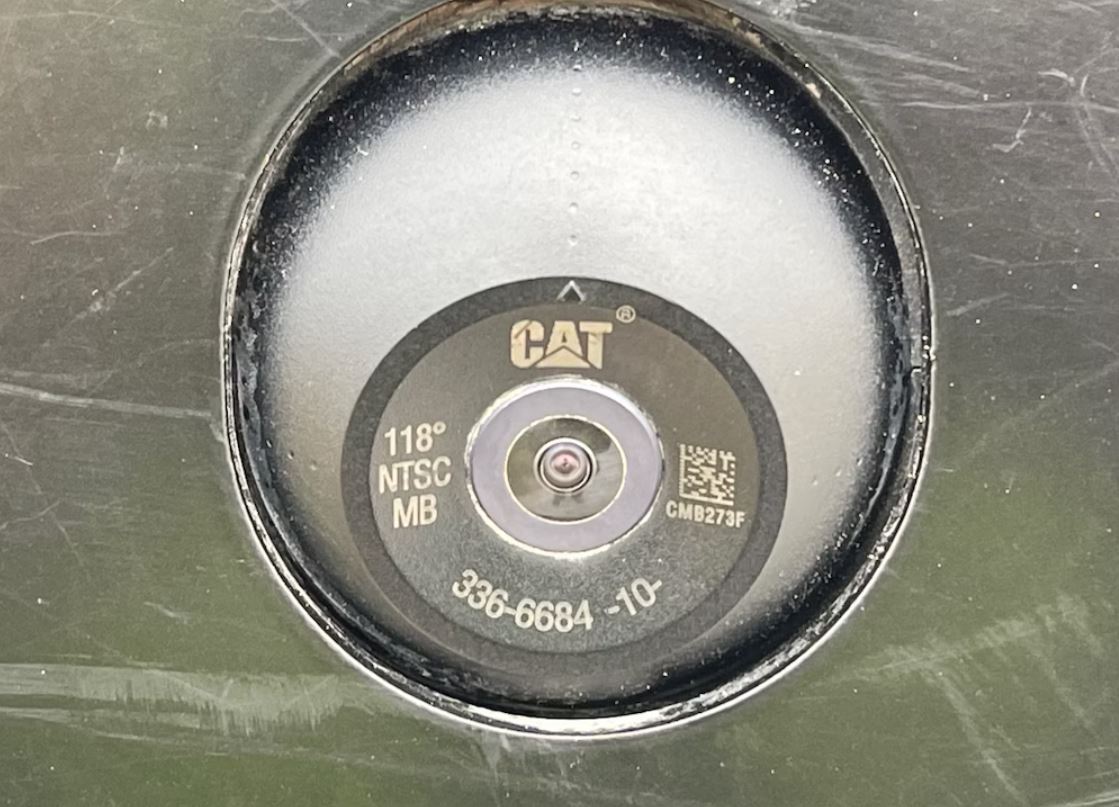 CAT®
118°
NTSC
MB
CMB273F
336-6684 -10-